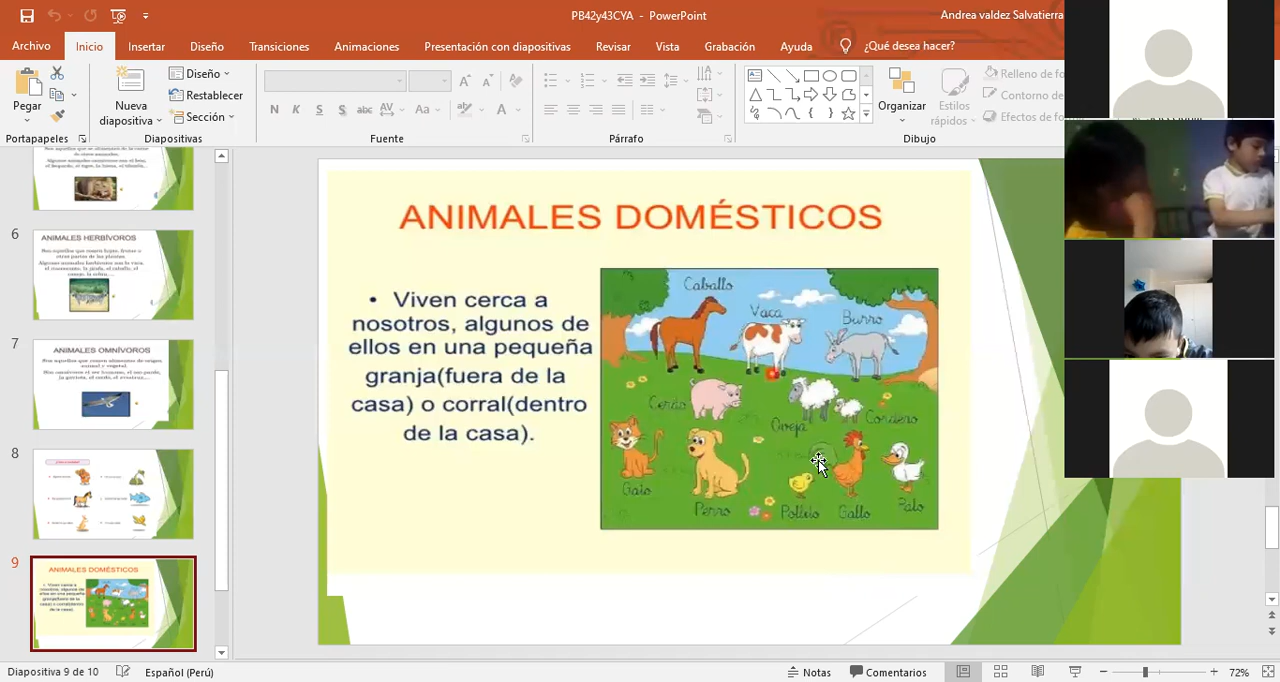 PB42y43CYA - PowerPoint
Andrea valdez Salvatierra
Archivo Inicio Insertar Diseño Transiciones Animaciones Presentación con diapositivas Revisar Vista Grabación Ayuda ¿Qué desea hacer?
Pegar
Nueva diapositiva
Diseño
Restablecer
Sección
N K S S abc AV Aa A
Organizar
Estilos rápidos
Relleno de fo
Contorno de
Efectos de fo
Portapapeles Diapositivas Fuente Párrafo Dibujo
6
ANIMALES HERBÍVOROS
7
ANIMALES OMNÍVOROS
8
9
ANIMALES DOMÉSTICOS
ANIMALES DOMÉSTICOS
• Viven cerca a
nosotros, algunos de
ellos en una pequeña
granja(fuera de la
casa) o corral(dentro
de la casa).
Caballo
Vaca
Burro
Cerdo
Oveja
Cordero
Gato
Perro
Pollito
Gallo
Pato
Diapositiva 9 de 10 Español (Perú) Notas Comentarios 72%